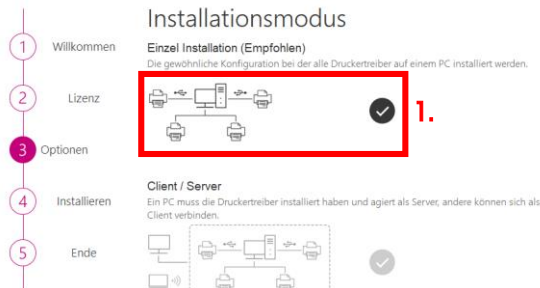 Installationsmodus
1 Willkommen
Einzel Installation (Empfohlen)
Die gewöhnliche Konfiguration bei der alle Druckertreiber auf einem PC installiert werden.
2 Lizenz
1.
3 Optionen
Client / Server
4 Installieren
Ein PC muss die Druckertreiber installiert haben und agiert als Server, andere können sich als
Client verbinden.
5 Ende